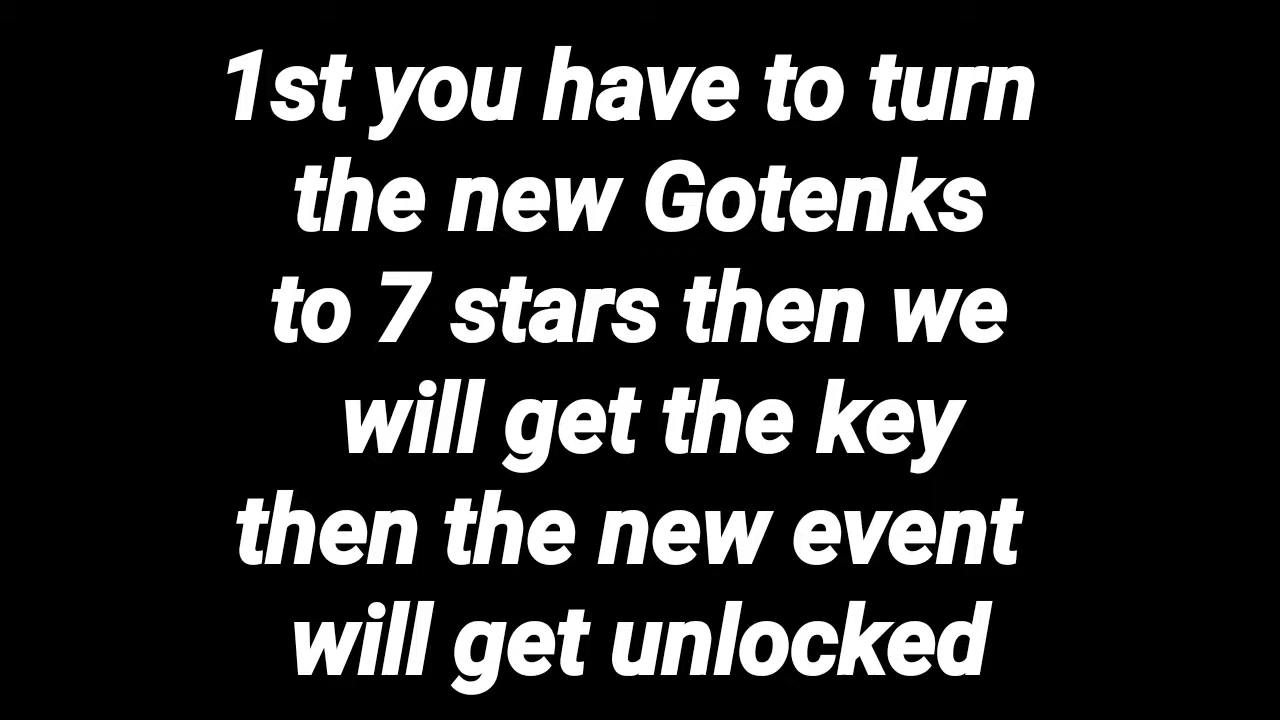 1st you have to turn
the new Gotenks
to 7 stars then we
will get the key
then the new event
will get unlocked